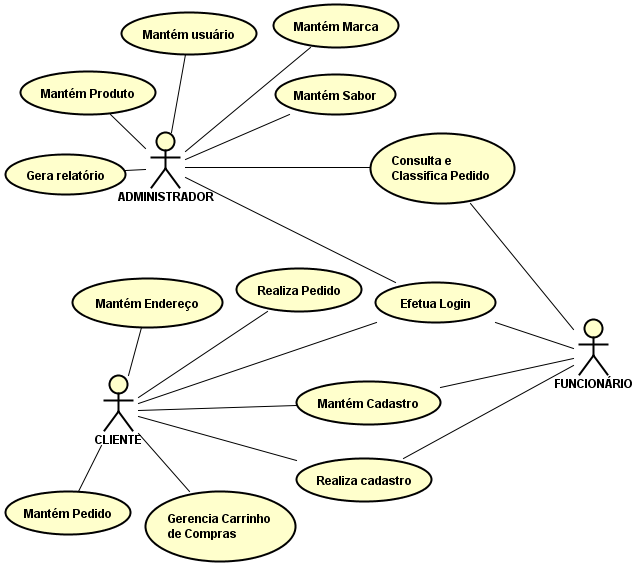 Mantém usuário
Mantém Marca
Mantém Produto
Mantém Sabor
Gera relatório
ADMINISTRADOR
Consulta e
Classifica Pedido
Mantém Endereço
Realiza Pedido
Efetua Login
FUNCIONÁRIO
CLIENTE
Mantém Cadastro
Realiza cadastro
Mantém Pedido
Gerencia Carrinho
de Compras